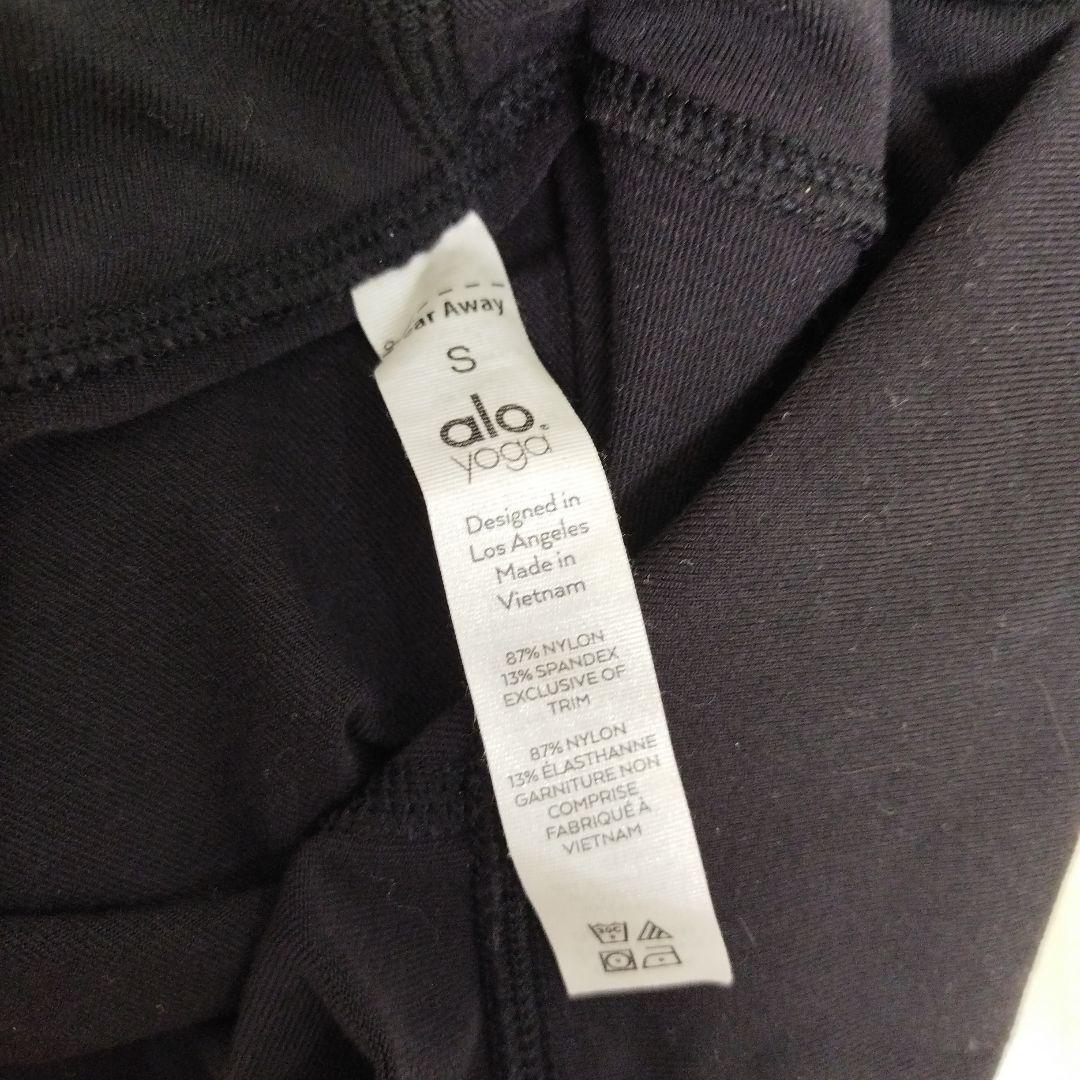 Away
S
alo
yoga
Designed in
Los Angeles
Made in
Vietnam
87% NYLON
13% SPANDEX
EXCLUSIVE OF
TRIM
87% NYLON
13% ÉLASTHANNE
GARNITURE NON
COMPRISE
FABRIQUÉ À
VIETNAM
30C